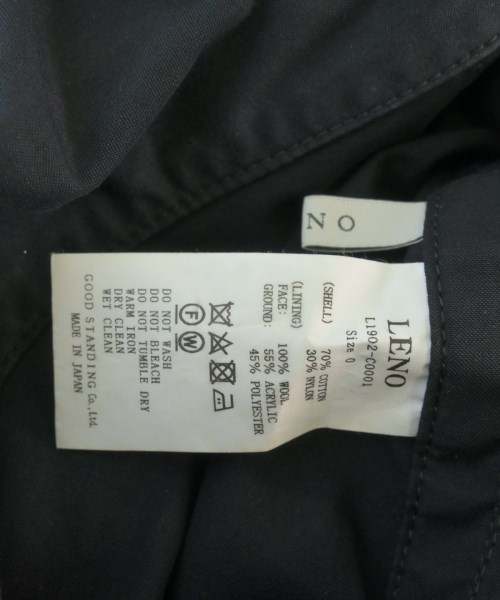 NO
LENO
L1902-C0001
Size 0
(SHELL) 70% COTTON
30% NYLON
(LINING)
FACE: 100% WOOL
GROUND: 55% ACRYLIC
45% POLYESTER
F W
DO NOT WASH
DO NOT BLEACH
DO NOT TUMBLE DRY
WARM IRON
DRY CLEAN
WET CLEAN
GOOD STANDING Co.,Ltd.
MADE IN JAPAN